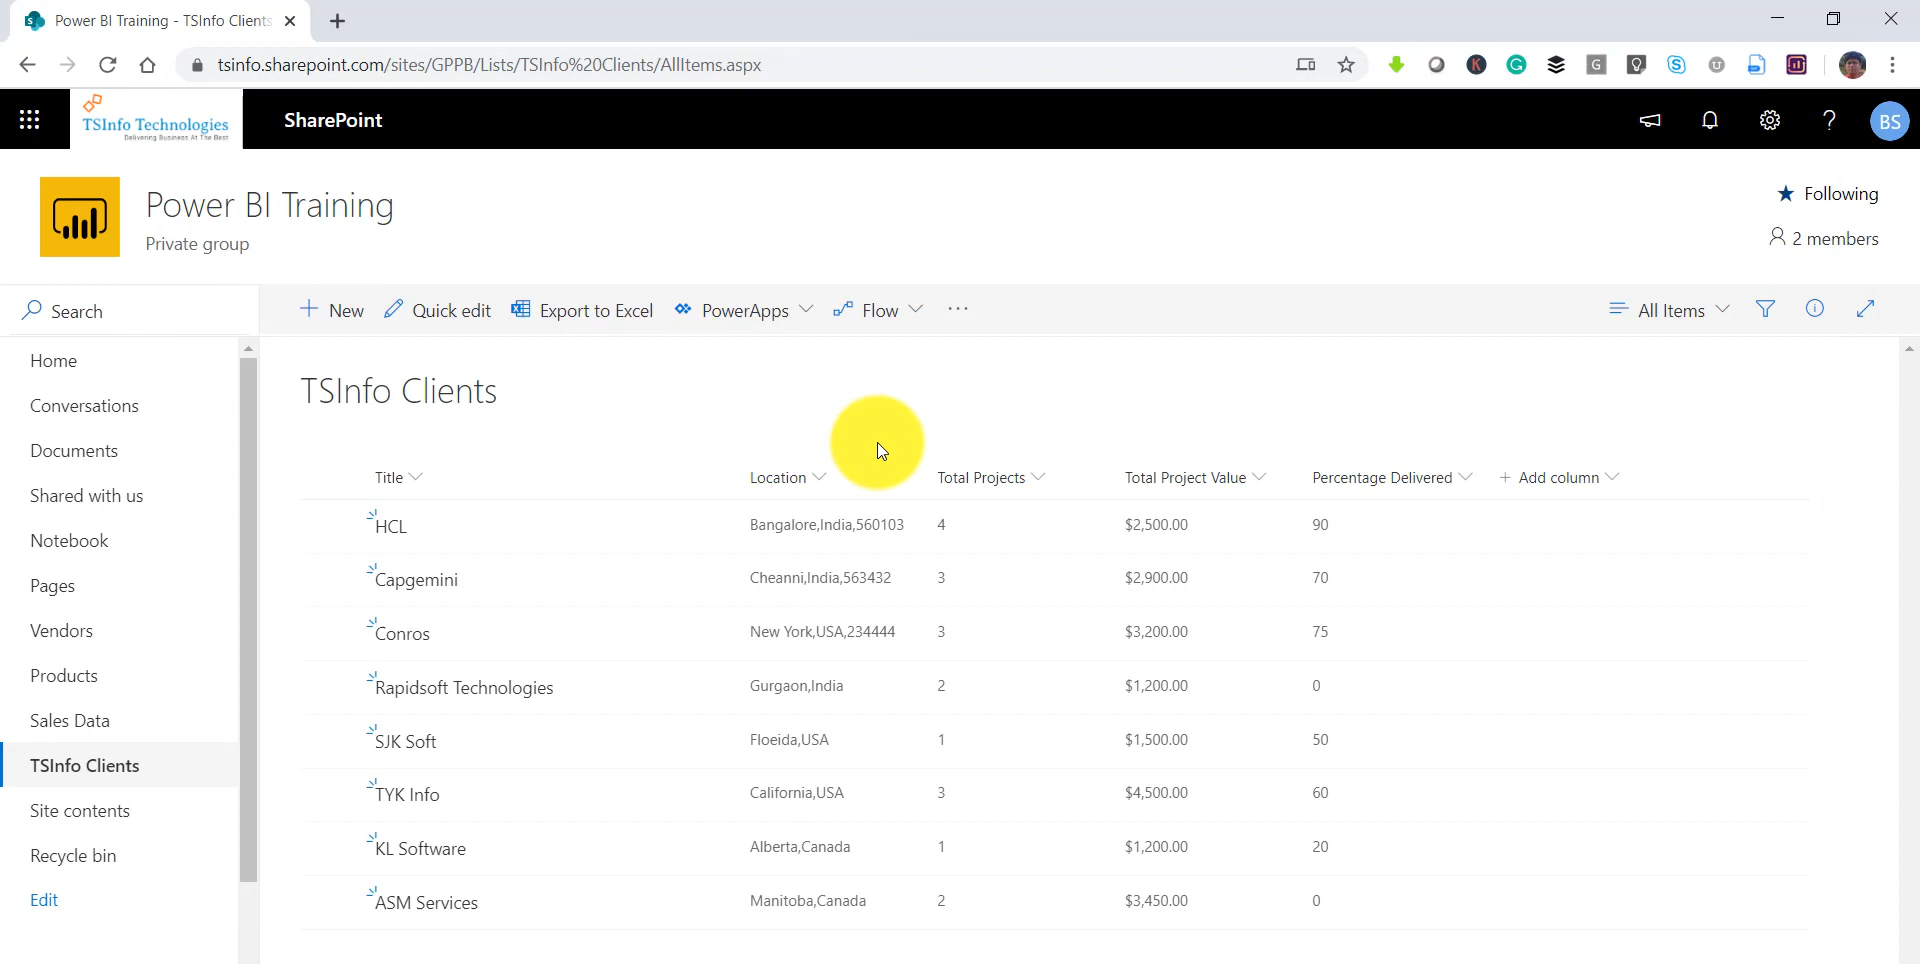 Power BI Training - TSInfo Clients
tsinfo.sharepoint.com/sites/GPPB/Lists/TSInfo%20Clients/AllItems.aspx
TSInfo Technologies
Delivering Business At The Best
SharePoint
BS
Power BI Training
Private group
Following
2 members
Search
New Quick edit Export to Excel PowerApps Flow ... All Items
Home
Conversations
Documents
Shared with us
Notebook
Pages
Vendors
Products
Sales Data
TSInfo Clients
Site contents
Recycle bin
Edit
TSInfo Clients
Title Location Total Projects Total Project Value Percentage Delivered + Add column
HCL Bangalore,India,560103 4 $2,500.00 90
Capgemini Cheanni,India,563432 3 $2,900.00 70
Conros New York,USA,234444 3 $3,200.00 75
Rapidsoft Technologies Gurgaon,India 2 $1,200.00 0
SJK Soft Floeida,USA 1 $1,500.00 50
TYK Info California,USA 3 $4,500.00 60
KL Software Alberta,Canada 1 $1,200.00 20
ASM Services Manitoba,Canada 2 $3,450.00 0